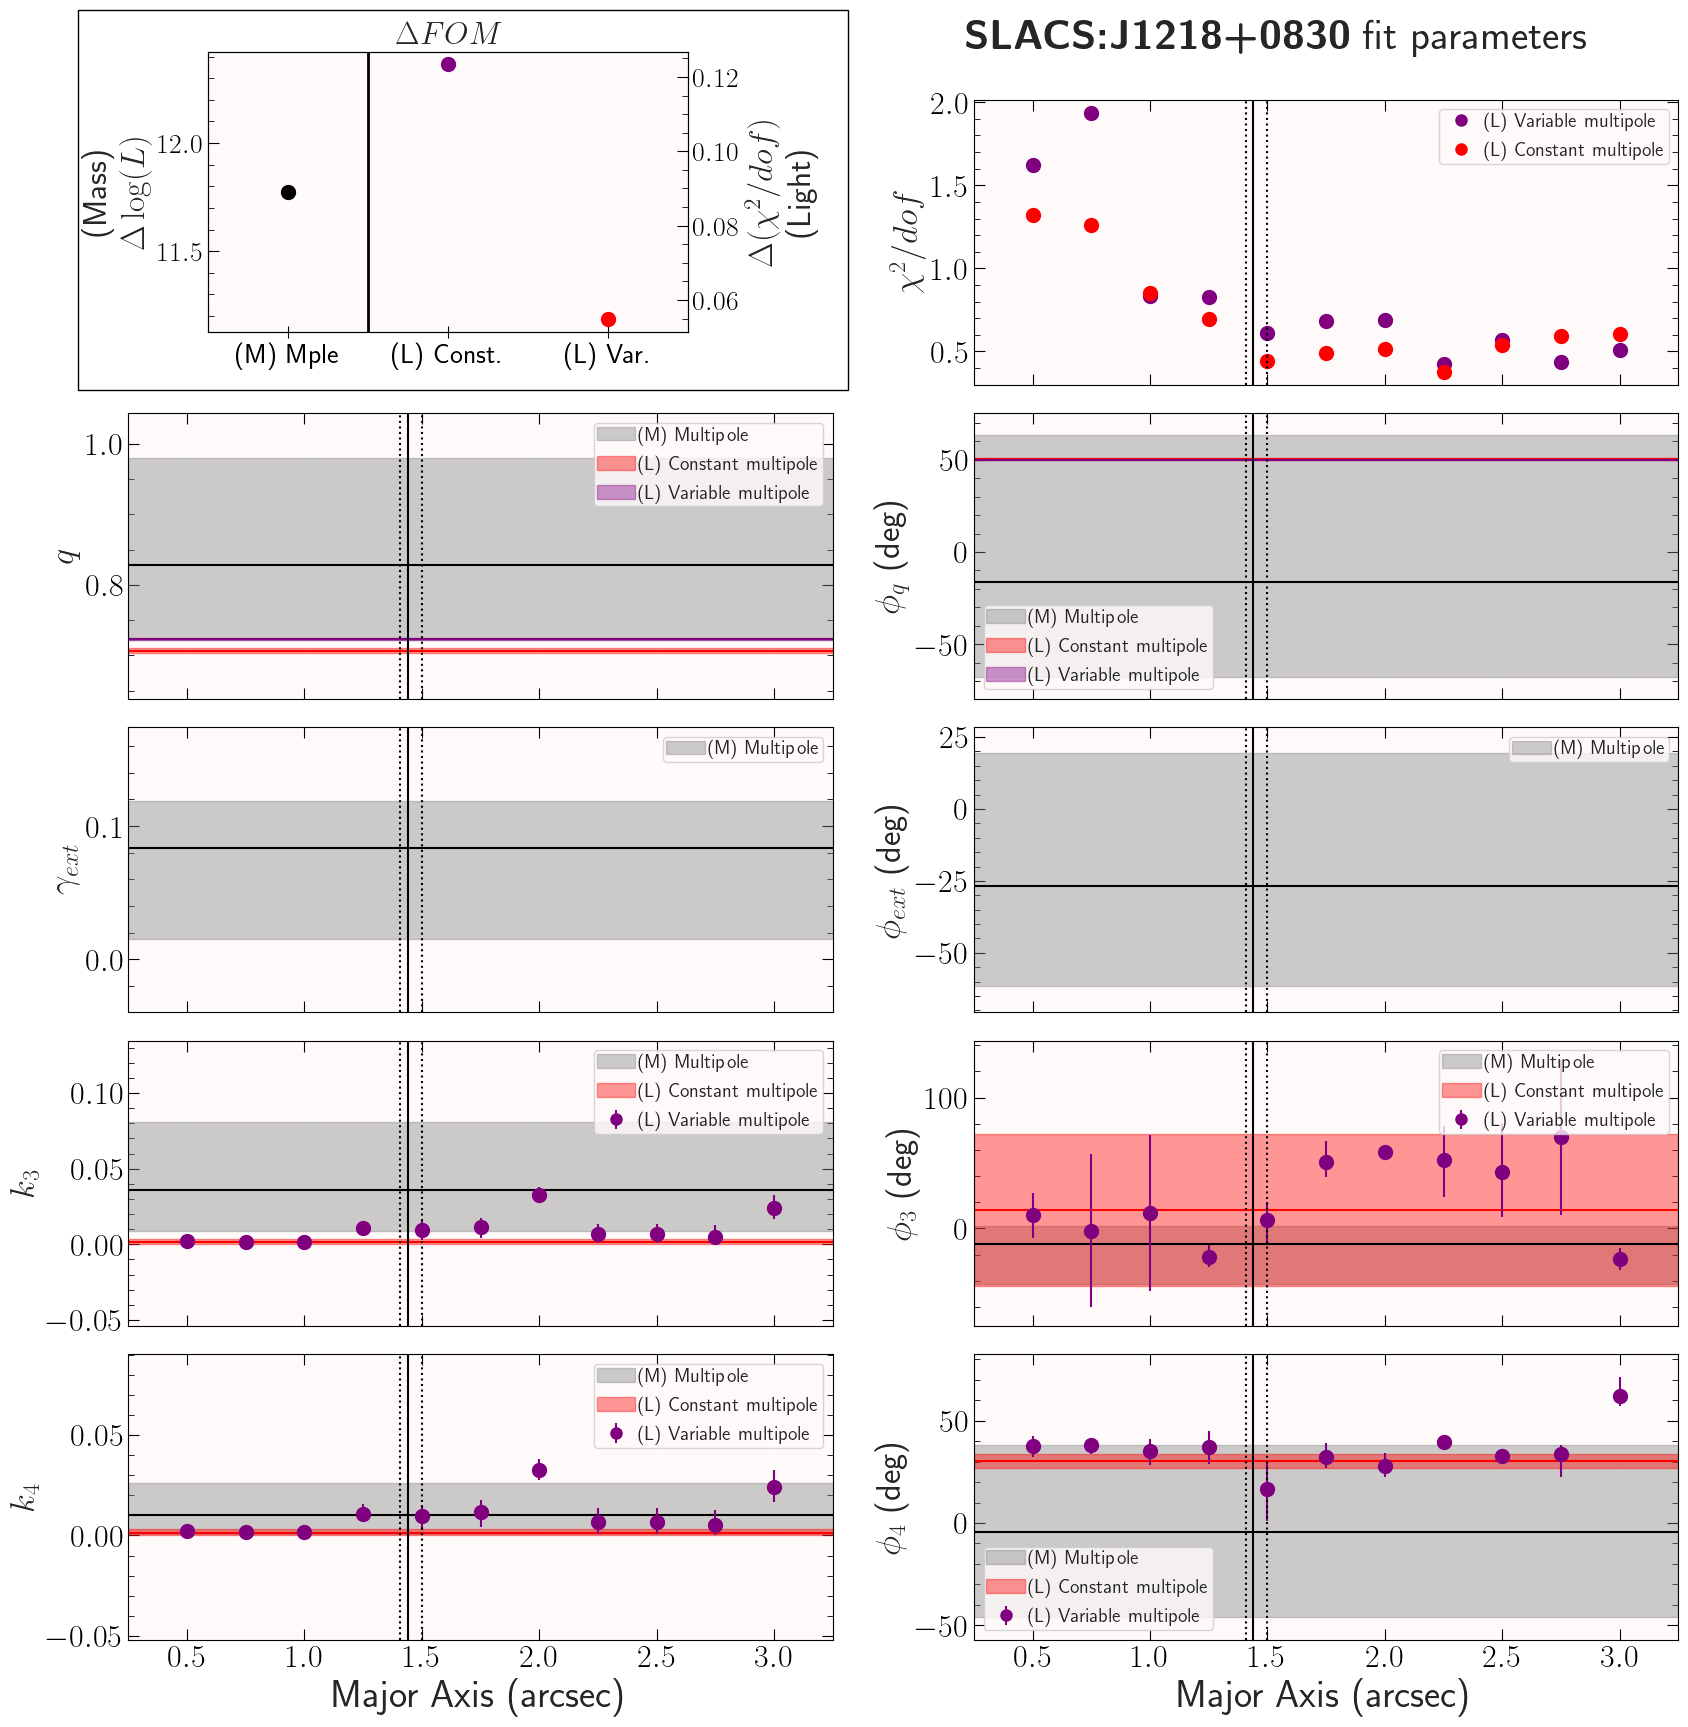 ΔFOM
SLACS:J1218+0830 fit parameters
(Mass)
Δ log(L)
12.0
11.5
0.12
0.10
0.08
0.06
Δ(χ²/dof)
(Light)
(M) Mple
(L) Const.
(L) Var.
χ²/dof
2.0
1.5
1.0
0.5
(L) Variable multipole
(L) Constant multipole
q
1.0
0.8
(M) Multipole
(L) Constant multipole
(L) Variable multipole
ϕq (deg)
50
0
−50
(M) Multipole
(L) Constant multipole
(L) Variable multipole
γext
0.1
0.0
(M) Multipole
ϕext (deg)
25
0
−25
−50
(M) Multipole
k3
0.10
0.05
0.00
−0.05
(M) Multipole
(L) Constant multipole
(L) Variable multipole
ϕ3 (deg)
100
0
(M) Multipole
(L) Constant multipole
(L) Variable multipole
k4
0.05
0.00
−0.05
(M) Multipole
(L) Constant multipole
(L) Variable multipole
0.5 1.0 1.5 2.0 2.5 3.0
Major Axis (arcsec)
ϕ4 (deg)
50
0
−50
(M) Multipole
(L) Constant multipole
(L) Variable multipole
0.5 1.0 1.5 2.0 2.5 3.0
Major Axis (arcsec)